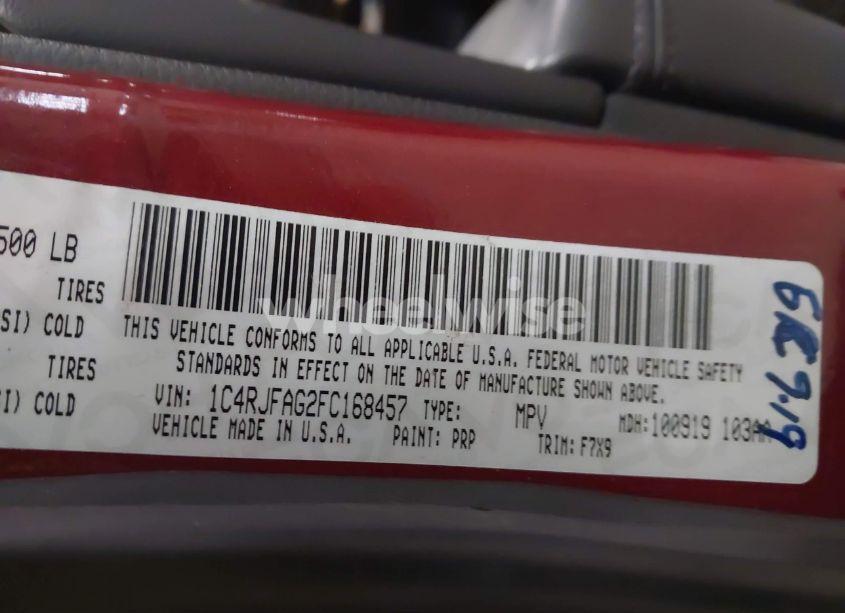 500 LB
TIRES
SI) COLD
TIRES
I) COLD
THIS VEHICLE CONFORMS TO ALL APPLICABLE U.S.A. FEDERAL MOTOR VEHICLE SAFETY
STANDARDS IN EFFECT ON THE DATE OF MANUFACTURE SHOWN ABOVE.
VIN: 1C4RJFAG2FC168457 TYPE: MPV MDH:100919 103AA
VEHICLE MADE IN U.S.A. PAINT: PRP TRIM: F7X9
wheelwise